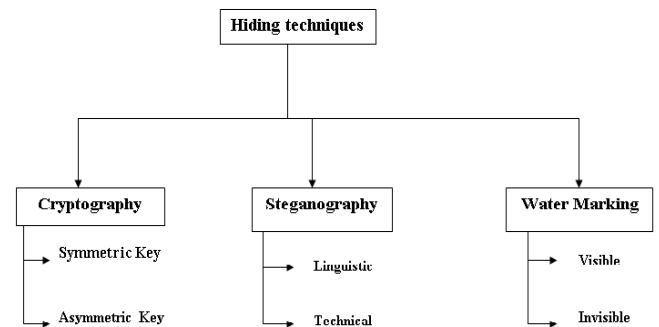 Hiding techniques
Cryptography
Symmetric Key
Asymmetric Key
Steganography
Linguistic
Technical
Water Marking
Visible
Invisible